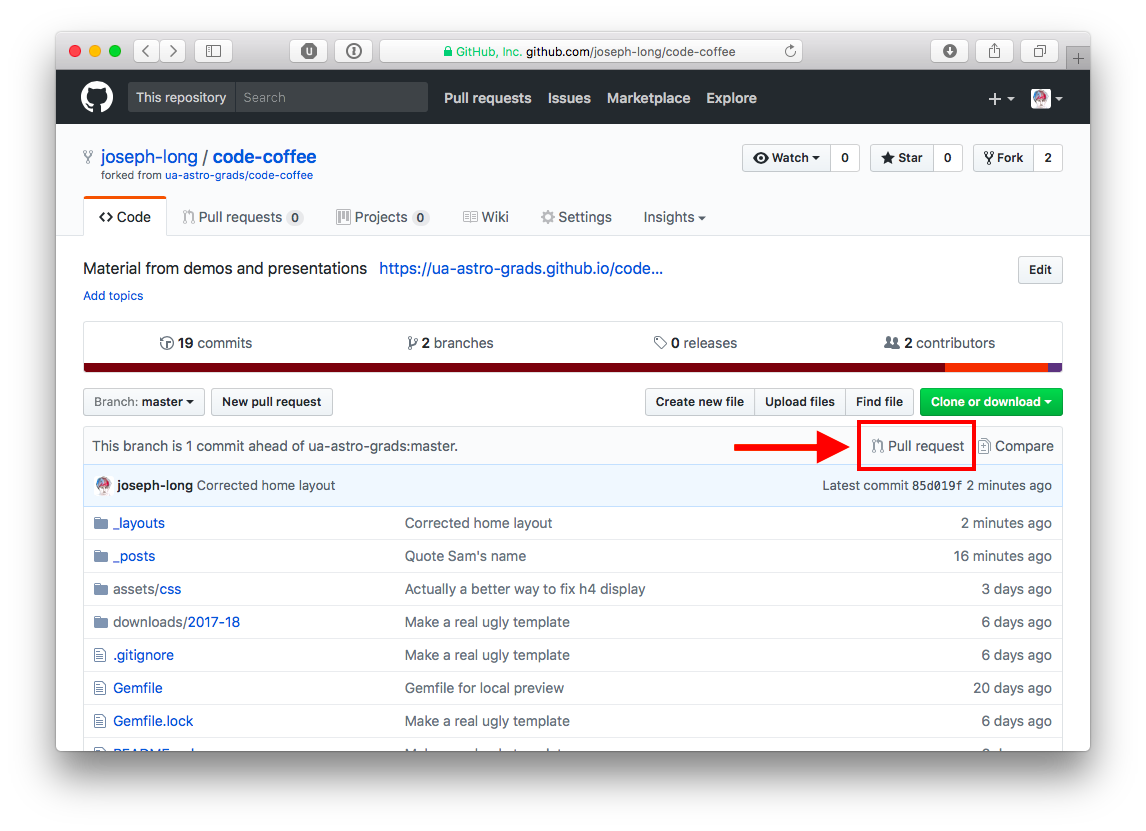 GitHub, Inc. github.com/joseph-long/code-coffee
This repository Search Pull requests Issues Marketplace Explore
joseph-long / code-coffee Watch 0 Star 0 Fork 2
forked from ua-astro-grads/code-coffee
Code Pull requests 0 Projects 0 Wiki Settings Insights
Material from demos and presentations https://ua-astro-grads.github.io/code... Edit
Add topics
19 commits 2 branches 0 releases 2 contributors
Branch: master New pull request Create new file Upload files Find file Clone or download
This branch is 1 commit ahead of ua-astro-grads:master. Pull request Compare
joseph-long Corrected home layout Latest commit 85d019f 2 minutes ago
_layouts Corrected home layout 2 minutes ago
_posts Quote Sam's name 16 minutes ago
assets/css Actually a better way to fix h4 display 3 days ago
downloads/2017-18 Make a real ugly template 6 days ago
.gitignore Make a real ugly template 6 days ago
Gemfile Gemfile for local preview 20 days ago
Gemfile.lock Make a real ugly template 6 days ago